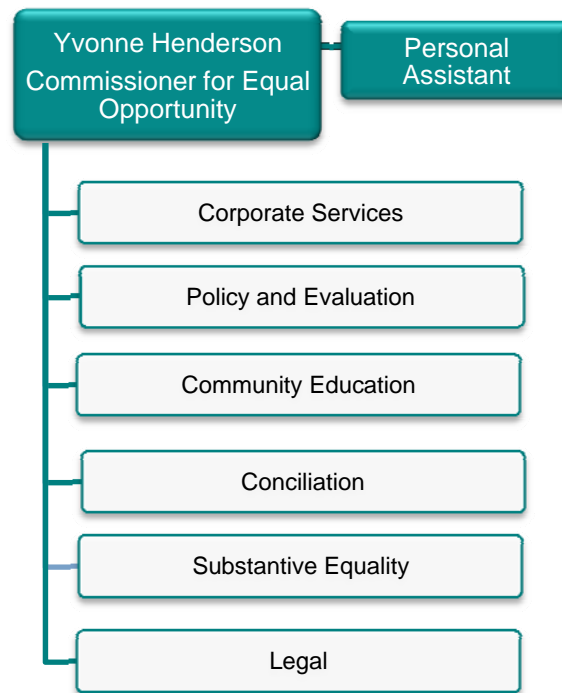 Yvonne Henderson
Commissioner for Equal
Opportunity
Personal
Assistant
Corporate Services
Policy and Evaluation
Community Education
Conciliation
Substantive Equality
Legal